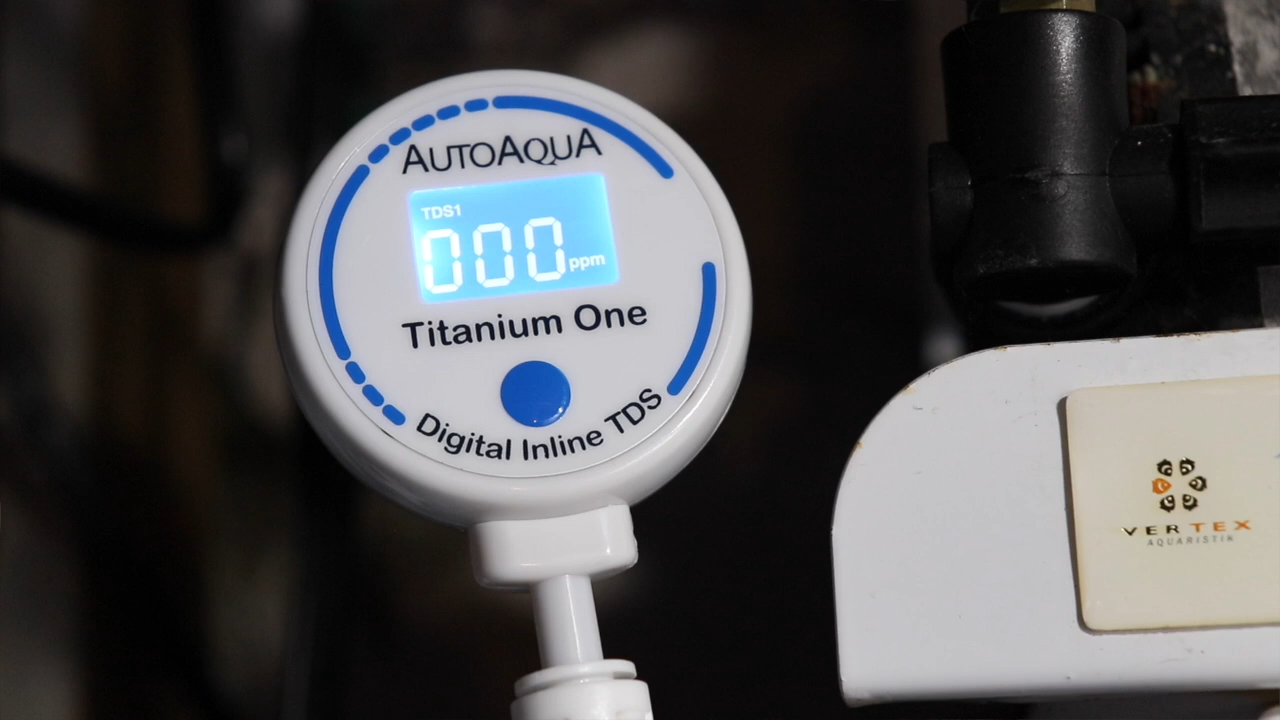 AUTOAQUA
TDS1
000 ppm
Titanium One
Digital Inline TDS
VERTEX
AQUARISTIK